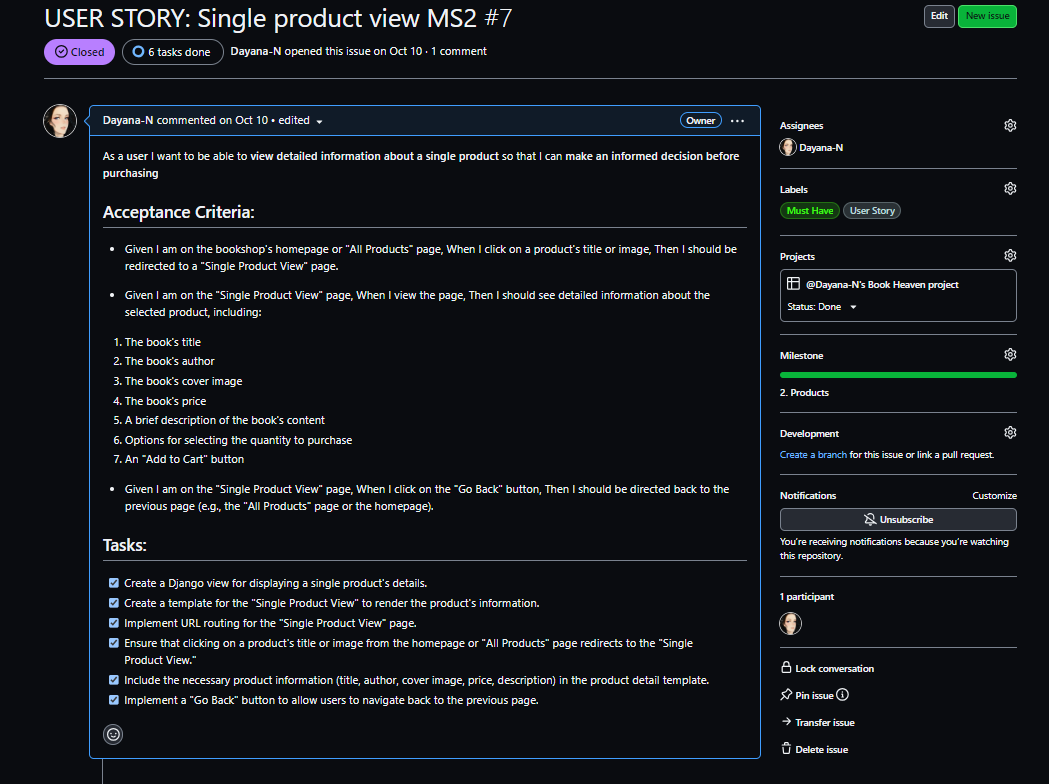 USER STORY: Single product view MS2 #7
Edit
New issue
Closed
6 tasks done
Dayana-N opened this issue on Oct 10 · 1 comment
Dayana-N commented on Oct 10 • edited
Owner
As a user I want to be able to view detailed information about a single product so that I can make an informed decision before
purchasing
Acceptance Criteria:
• Given I am on the bookshop's homepage or "All Products" page, When I click on a product's title or image, Then I should be
redirected to a "Single Product View" page.
• Given I am on the "Single Product View" page, When I view the page, Then I should see detailed information about the
selected product, including:
1. The book's title
2. The book's author
3. The book's cover image
4. The book's price
5. A brief description of the book's content
6. Options for selecting the quantity to purchase
7. An "Add to Cart" button
• Given I am on the "Single Product View" page, When I click on the "Go Back" button, Then I should be directed back to the
previous page (e.g., the "All Products" page or the homepage).
Tasks:
Create a Django view for displaying a single product's details.
Create a template for the "Single Product View" to render the product's information.
Implement URL routing for the "Single Product View" page.
Ensure that clicking on a product's title or image from the homepage or "All Products" page redirects to the "Single
Product View."
Include the necessary product information (title, author, cover image, price, description) in the product detail template.
Implement a "Go Back" button to allow users to navigate back to the previous page.
Assignees
Dayana-N
Labels
Must Have
User Story
Projects
@Dayana-N's Book Heaven project
Status: Done
Milestone
2. Products
Development
Create a branch for this issue or link a pull request.
Notifications
Customize
Unsubscribe
You're receiving notifications because you're watching
this repository.
1 participant
Lock conversation
Pin issue
Transfer issue
Delete issue